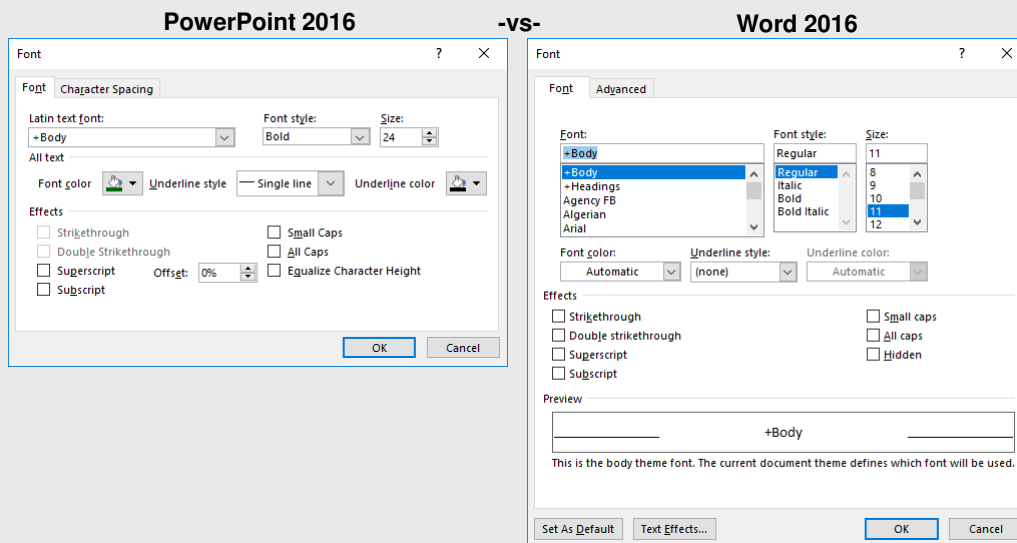 PowerPoint 2016 -vs- Word 2016
Font ? ×
Font Character Spacing
Latin text font: Font style: Size:
+Body Bold 24
All text
Font color Underline style Single line Underline color
Effects
Strikethrough Small Caps
Double Strikethrough All Caps
Superscript Offset: 0% Equalize Character Height
Subscript
OK Cancel
Font ? ×
Font Advanced
Font: Font style: Size:
+Body Regular 11
+Body Regular 8
+Headings Italic 9
Agency FB Bold 10
Algerian Bold Italic 11
Arial 12
Font color: Underline style: Underline color:
Automatic (none) Automatic
Effects
Strikethrough Small caps
Double strikethrough All caps
Superscript Hidden
Subscript
Preview
+Body
This is the body theme font. The current document theme defines which font will be used.
Set As Default Text Effects... OK Cancel